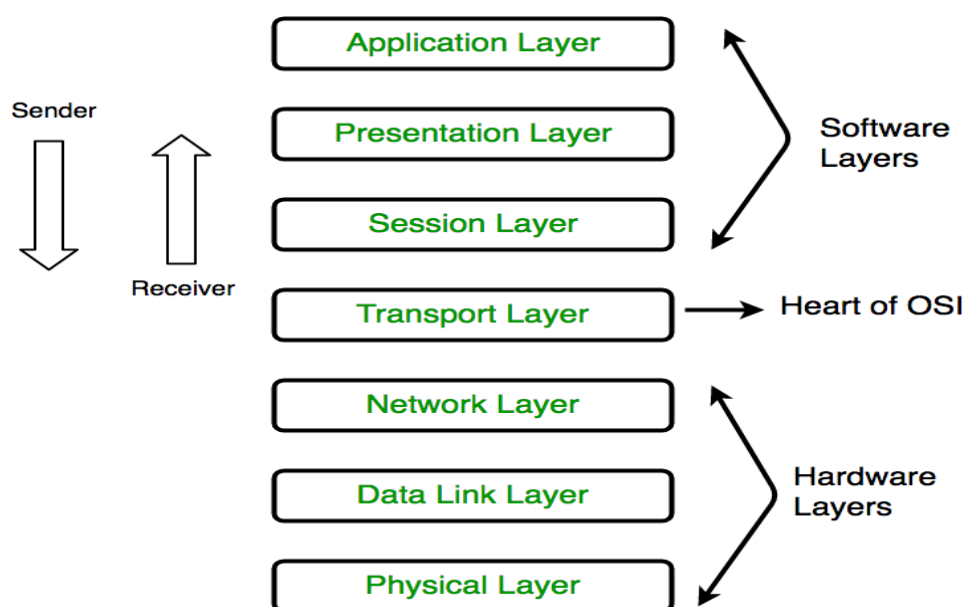 Application Layer
Sender
Presentation Layer
Software
Layers
Session Layer
Receiver
Transport Layer
Heart of OSI
Network Layer
Data Link Layer
Hardware
Layers
Physical Layer